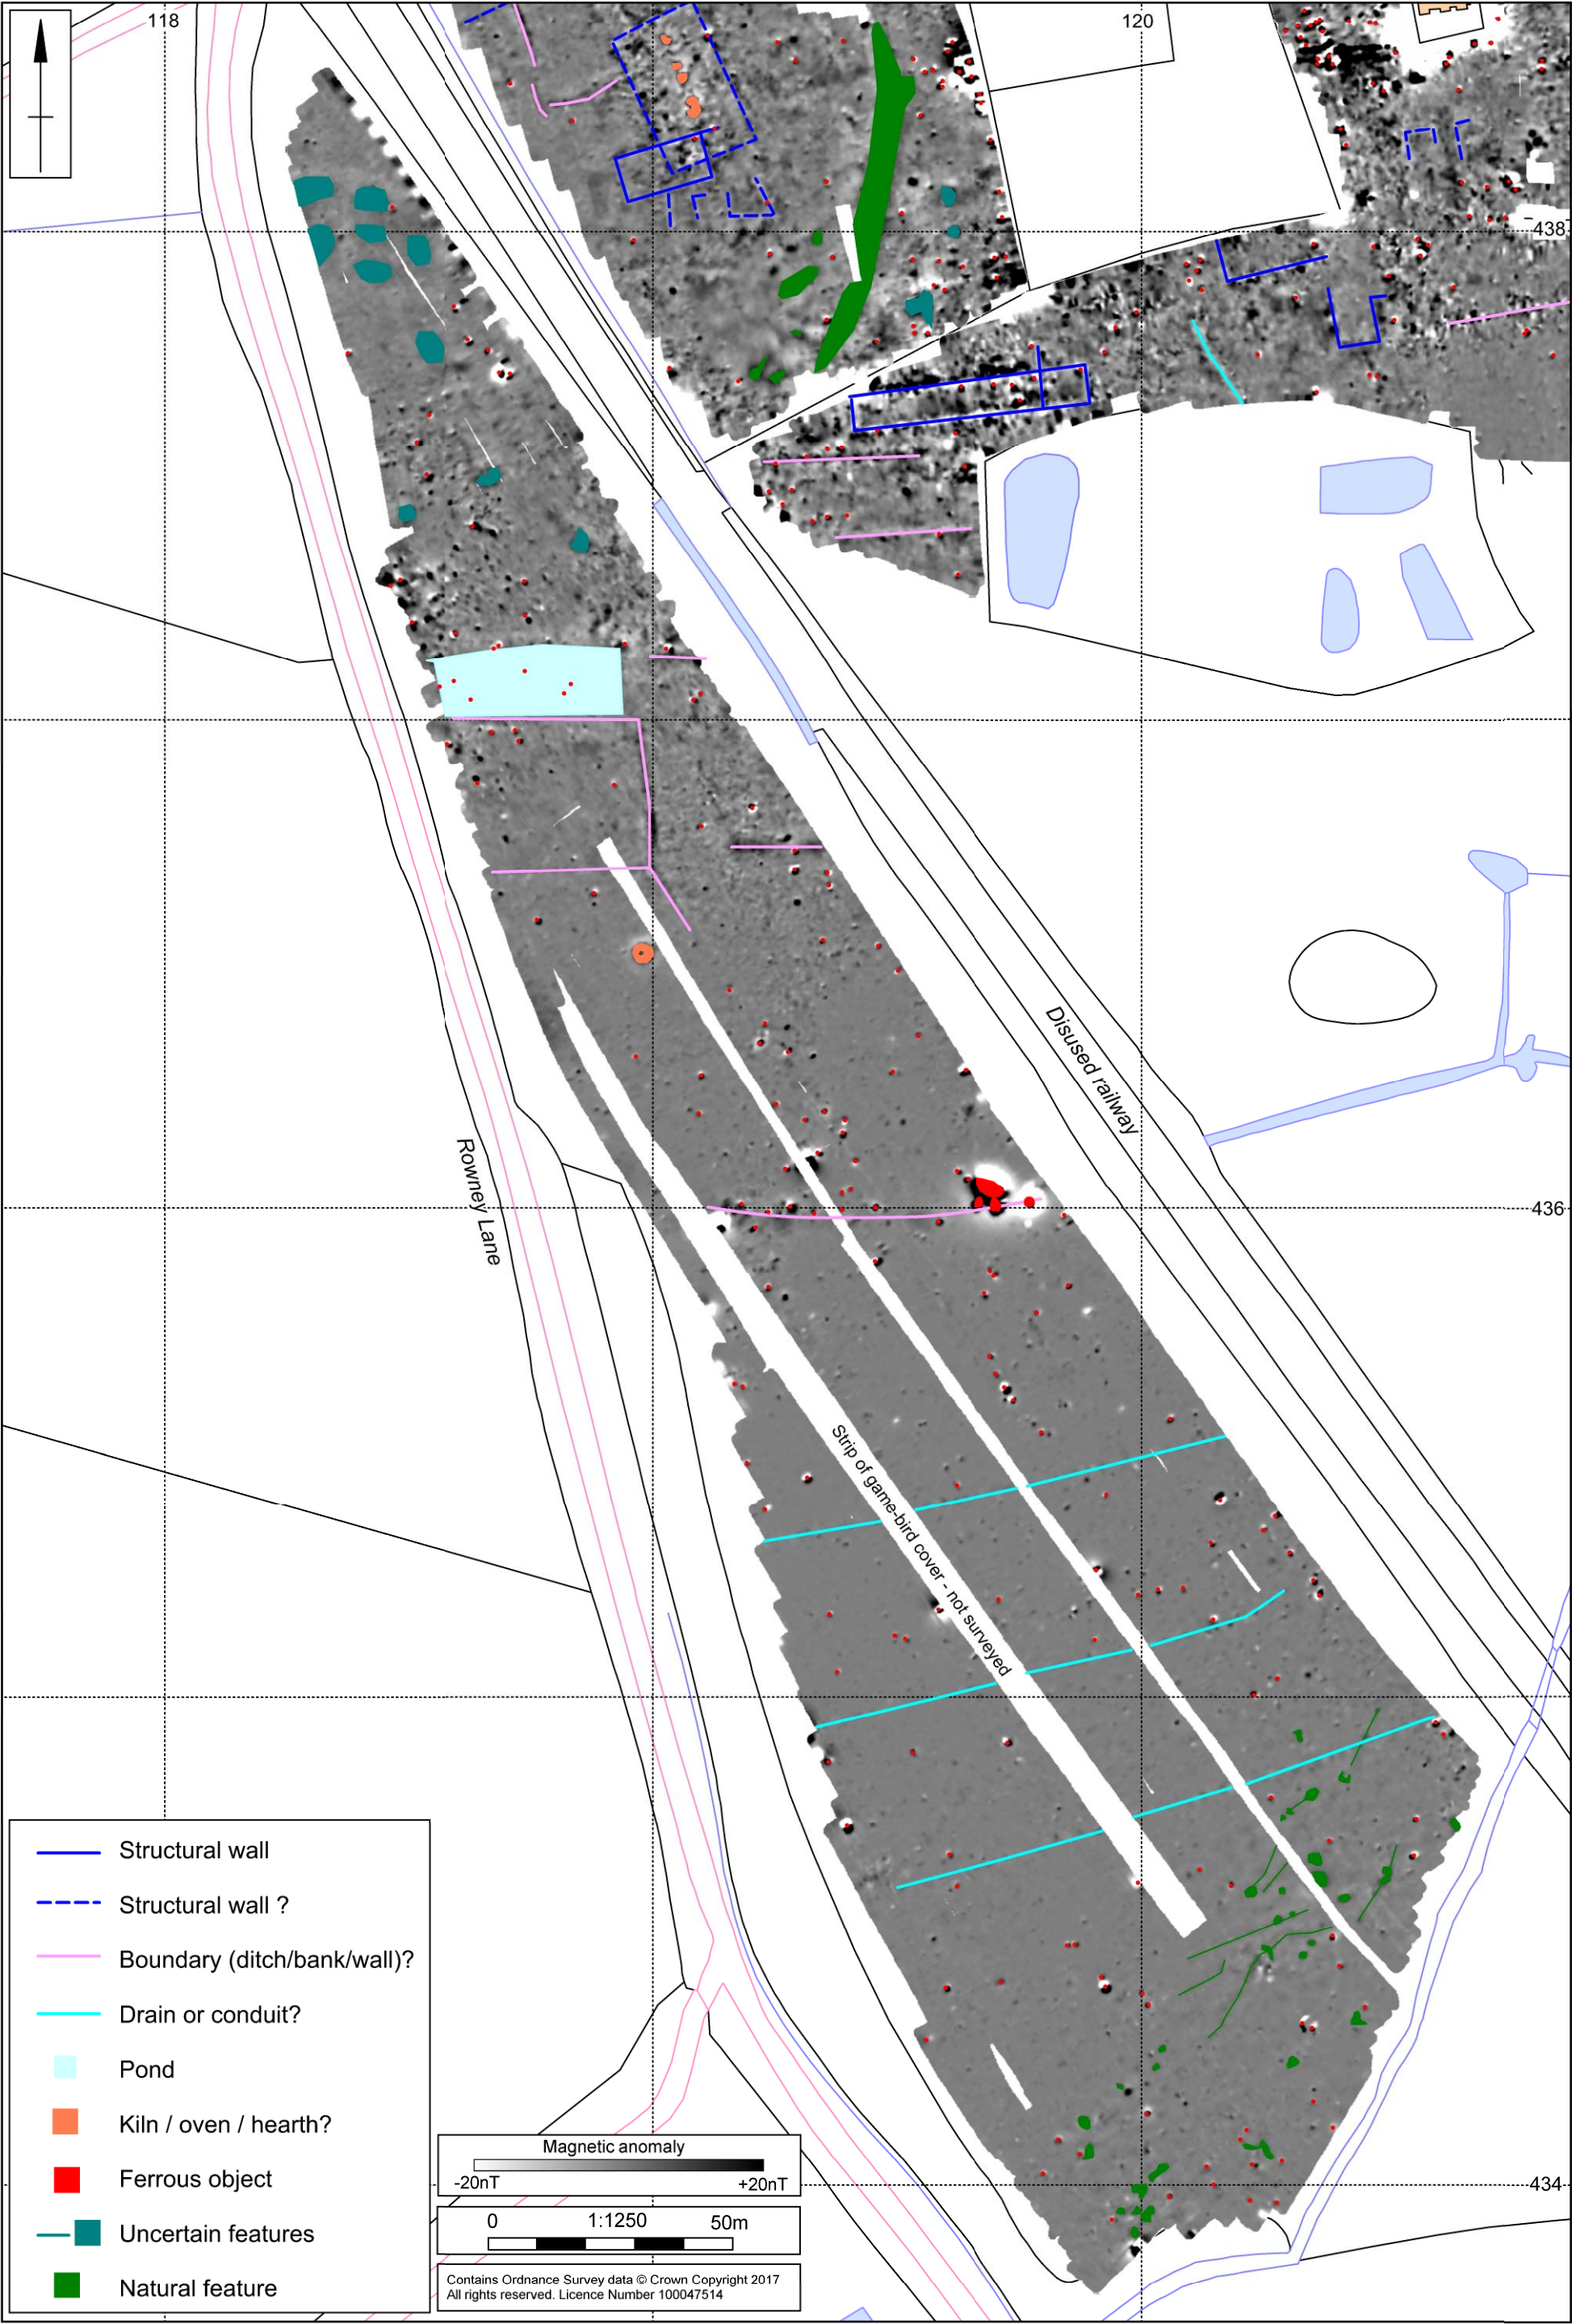 118
120
438
Disused railway
Rowney Lane
436
Strip of game-bird cover - not surveyed
434
Structural wall
Structural wall ?
Boundary (ditch/bank/wall)?
Drain or conduit?
Pond
Kiln / oven / hearth?
Ferrous object
Uncertain features
Natural feature
Magnetic anomaly
-20nT +20nT
0 1:1250 50m
Contains Ordnance Survey data © Crown Copyright 2017
All rights reserved. Licence Number 100047514